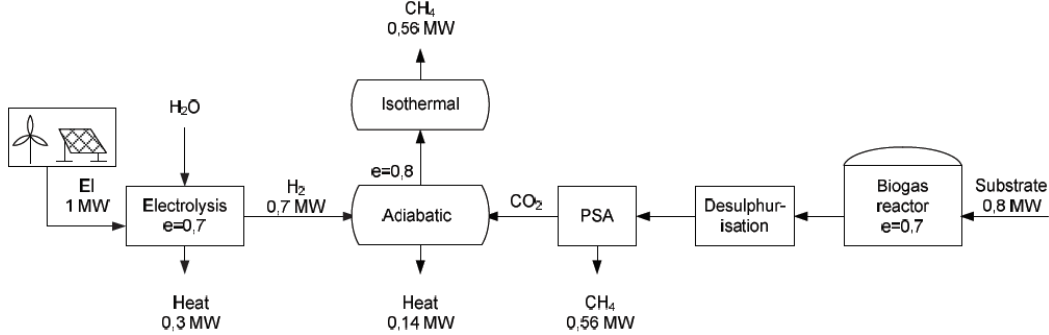 CH₄
0,56 MW
Isothermal
H₂O
e=0,8
El
1 MW
Electrolysis
e=0,7
H₂
0,7 MW
Adiabatic
CO₂
PSA
Desulphur-
isation
Biogas
reactor
e=0,7
Substrate
0,8 MW
Heat
0,3 MW
Heat
0,14 MW
CH₄
0,56 MW